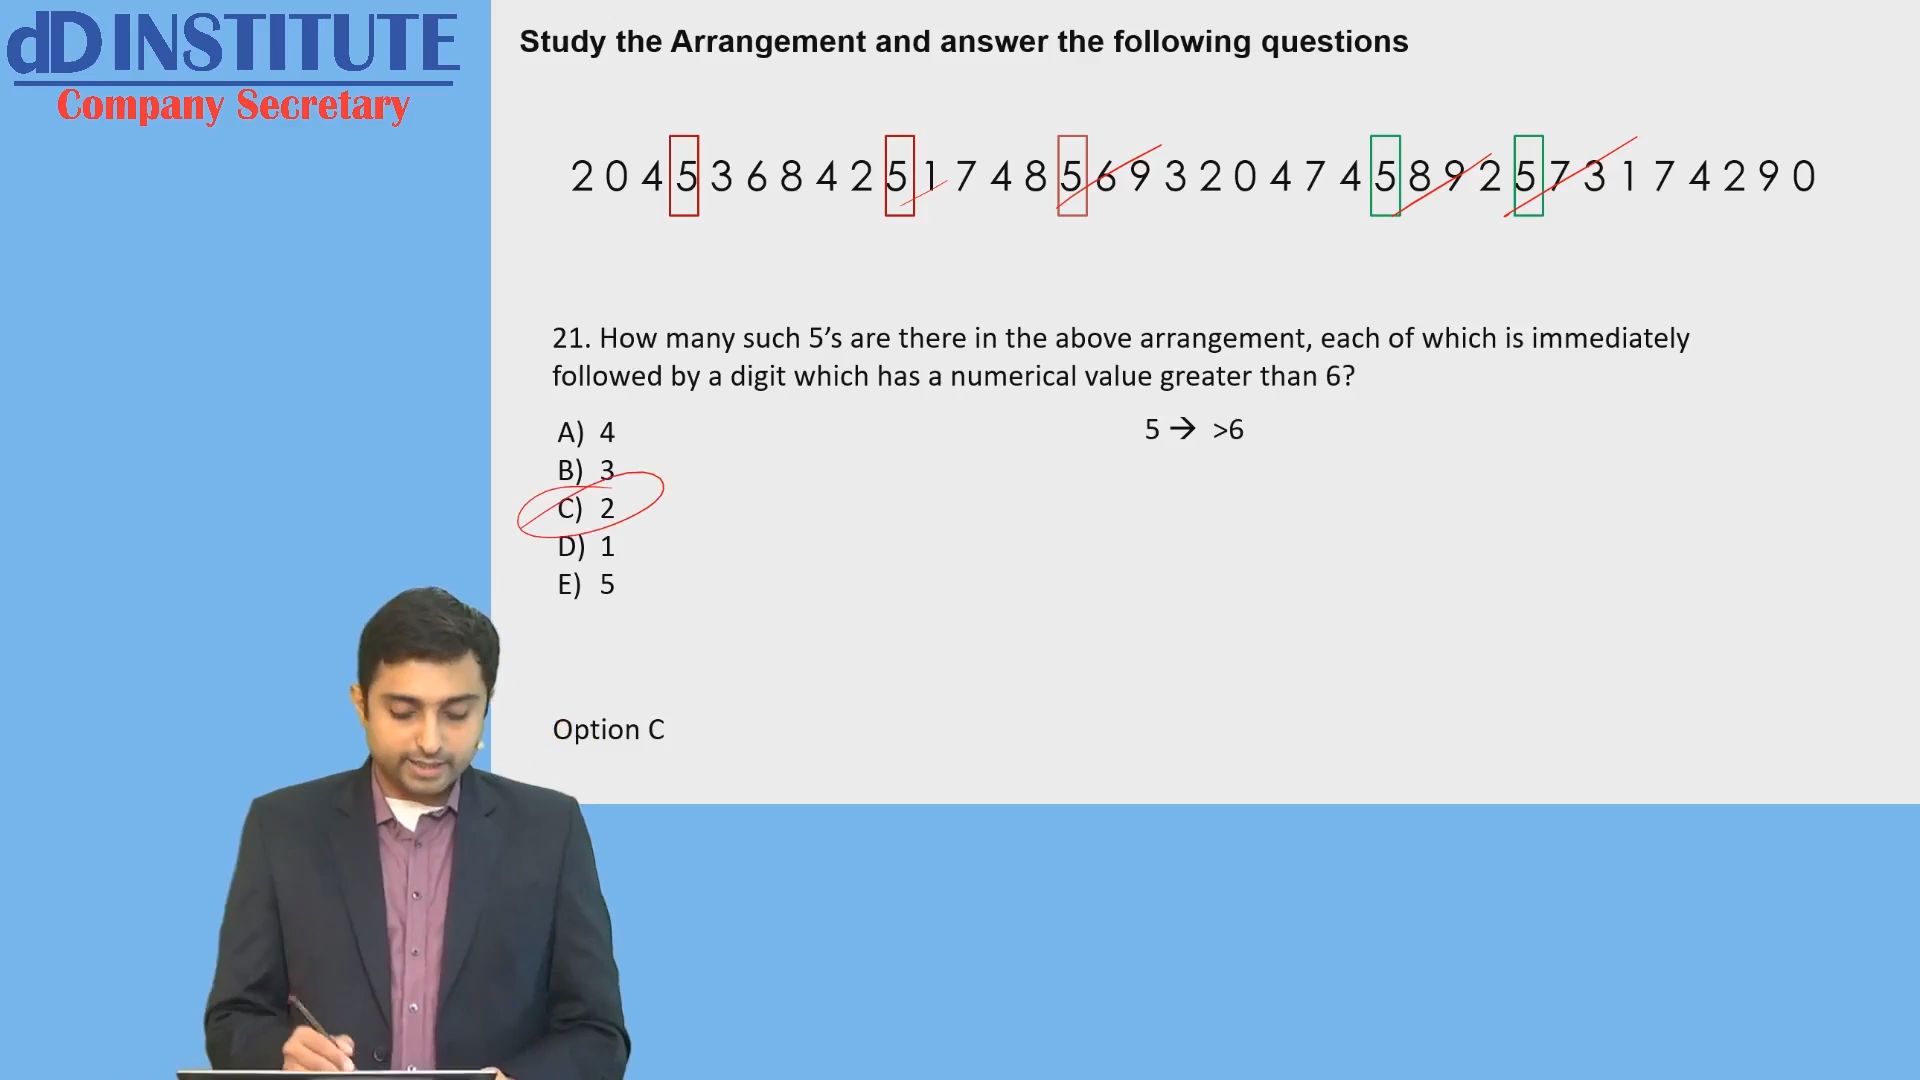 dD INSTITUTE
Company Secretary
Study the Arrangement and answer the following questions
2 0 4 5 3 6 8 4 2 5 1 7 4 8 5 6 9 3 2 0 4 7 4 5 8 9 2 5 7 3 1 7 4 2 9 0
21. How many such 5’s are there in the above arrangement, each of which is immediately
followed by a digit which has a numerical value greater than 6?
5 → >6
A) 4
B) 3
C) 2
D) 1
E) 5
Option C